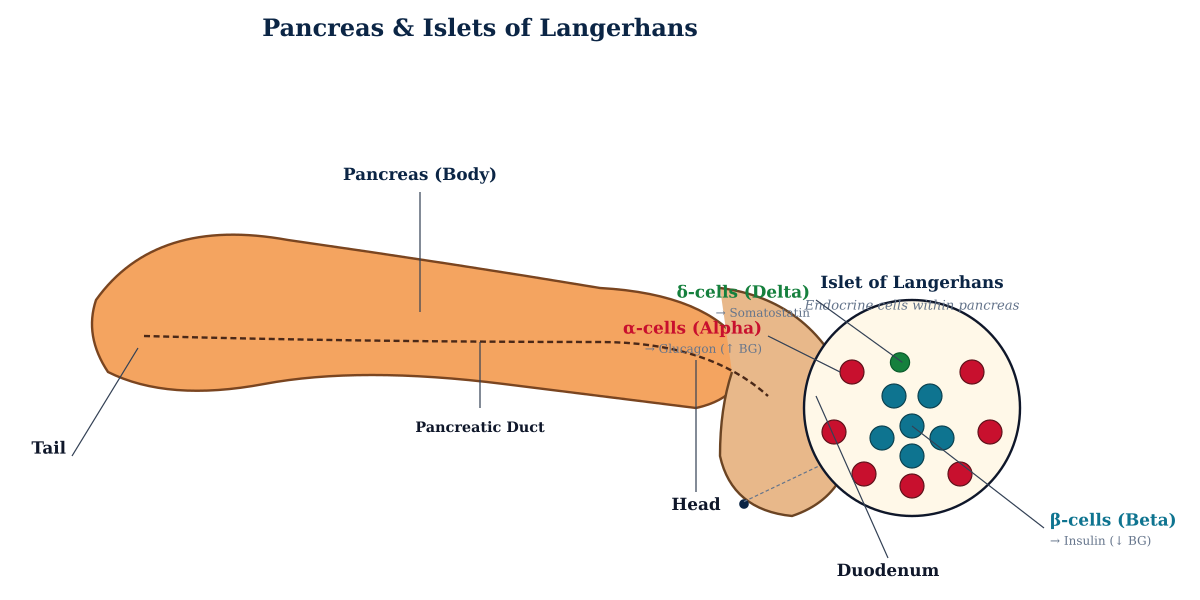 Pancreas & Islets of Langerhans
Pancreas (Body)
Islet of Langerhans
Endocrine cells within pancreas
δ-cells (Delta)
→ Somatostatin
α-cells (Alpha)
→ Glucagon (↑ BG)
Pancreatic Duct
Tail
Head
β-cells (Beta)
→ Insulin (↓ BG)
Duodenum